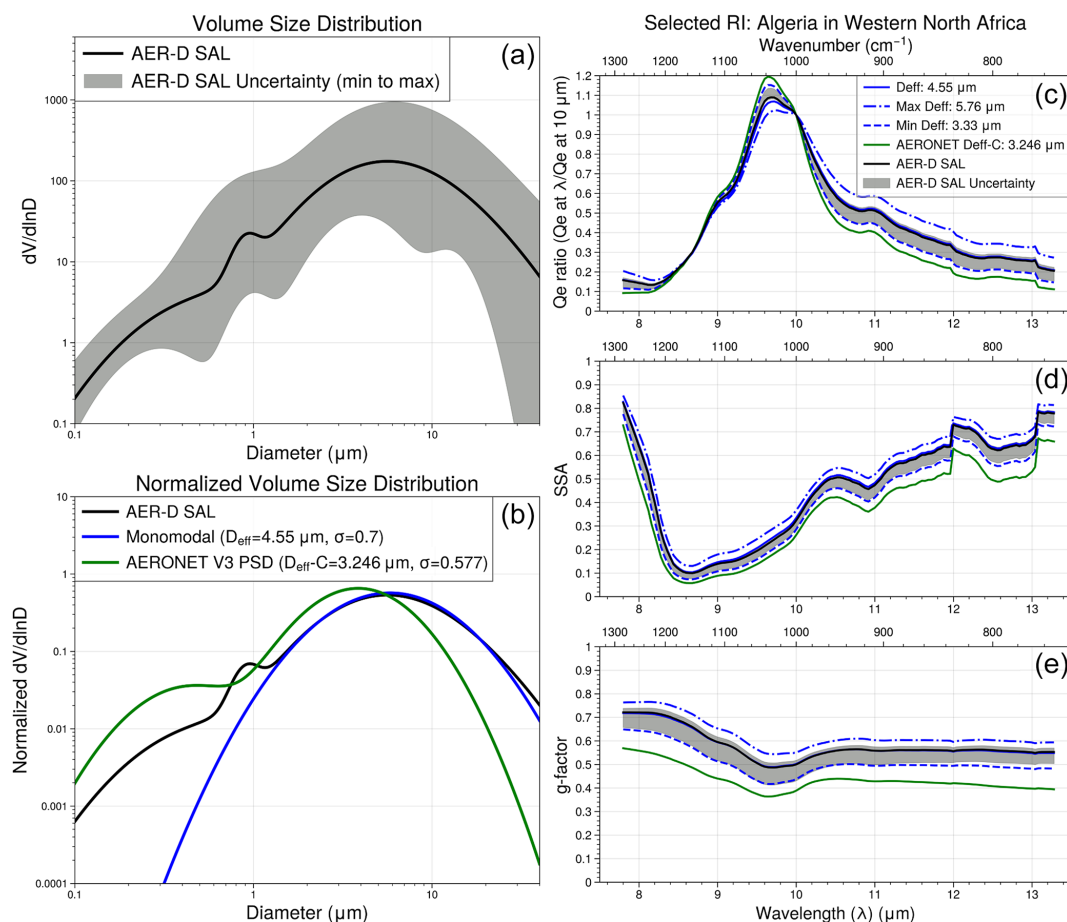 Volume Size Distribution
AER-D SAL
AER-D SAL Uncertainty (min to max)
(a)
1000
100
10
1
0.1
dV/dlnD
0.1
1
10
Diameter (µm)
Normalized Volume Size Distribution
AER-D SAL
Monomodal (Deff=4.55 µm, σ=0.7)
AERONET V3 PSD (Deff-C=3.246 µm, σ=0.577)
(b)
10
1
0.1
0.01
0.001
0.0001
Normalized dV/dlnD
0.1
1
10
Diameter (µm)
Selected RI: Algeria in Western North Africa
Wavenumber (cm⁻¹)
1300 1200 1100 1000 900 800
(c)
Deff: 4.55 µm
Max Deff: 5.76 µm
Min Deff: 3.33 µm
AERONET Deff-C: 3.246 µm
AER-D SAL
AER-D SAL Uncertainty
1.2
1.1
1
0.9
0.8
0.7
0.6
0.5
0.4
0.3
0.2
0.1
0
Qe ratio (Qe at λ/Qe at 10 µm)
8 9 10 11 12 13
1300 1200 1100 1000 900 800
(d)
1
0.9
0.8
0.7
0.6
0.5
0.4
0.3
0.2
0.1
0
SSA
8 9 10 11 12 13
1300 1200 1100 1000 900 800
(e)
1
0.9
0.8
0.7
0.6
0.5
0.4
0.3
0.2
0.1
0
g-factor
8 9 10 11 12 13
Wavelength (λ) (µm)